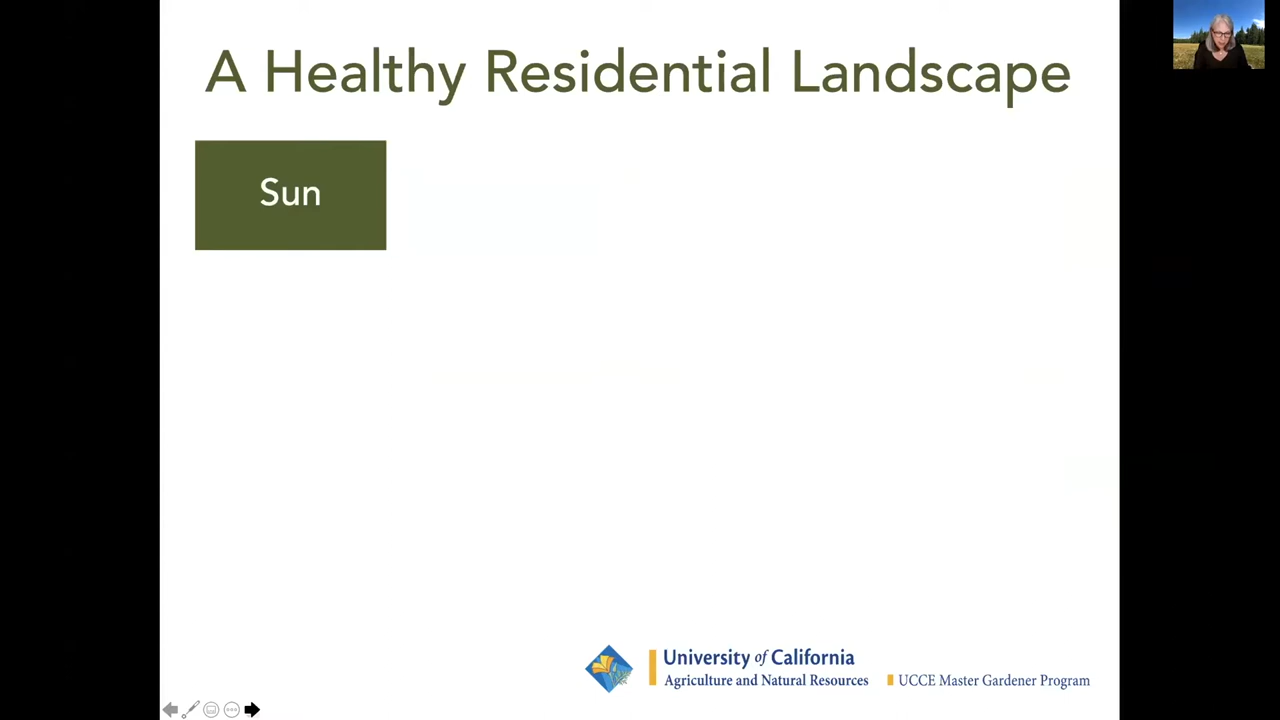 A Healthy Residential Landscape
Sun
University of California
Agriculture and Natural Resources
UCCE Master Gardener Program